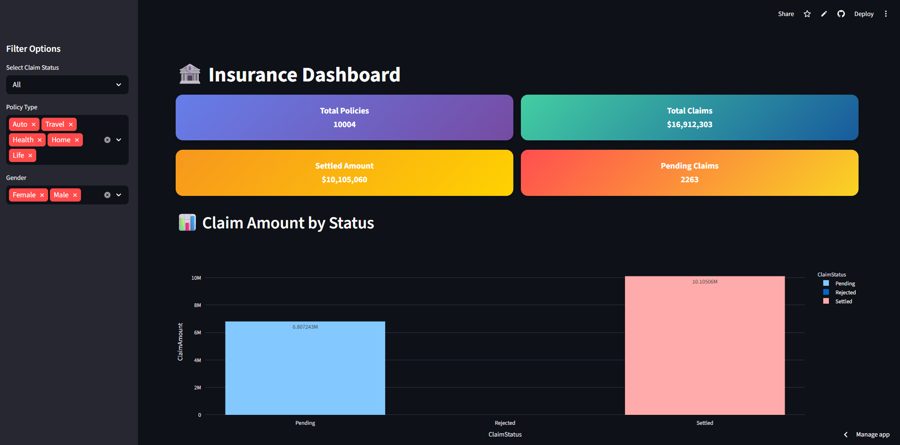 Share
Deploy
Filter Options
Select Claim Status
All
Policy Type
Auto × Travel ×
Health × Home ×
Life ×
Gender
Female × Male ×
Insurance Dashboard
Total Policies
10004
Total Claims
$16,912,303
Settled Amount
$10,105,060
Pending Claims
2263
Claim Amount by Status
ClaimStatus
Pending
Rejected
Settled
10M
8M
6M
4M
2M
0
ClaimAmount
6.807243M
10.10506M
Pending
Rejected
Settled
ClaimStatus
Manage app